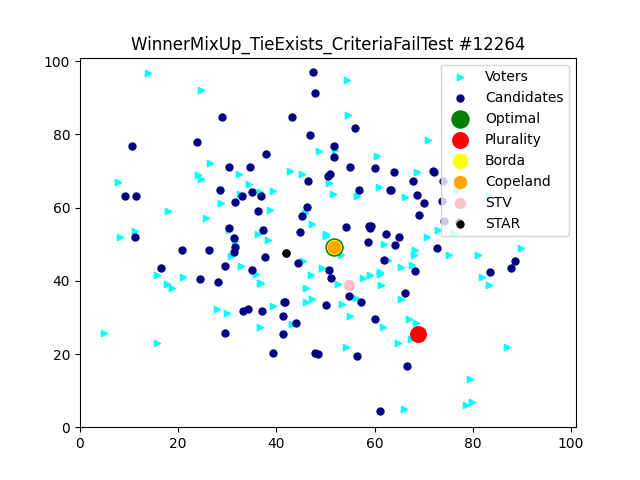 WinnerMixUp_TieExists_CriteriaFailTest #12264
100
80
60
40
20
0
0
20
40
60
80
100
Voters
Candidates
Optimal
Plurality
Borda
Copeland
STV
STAR